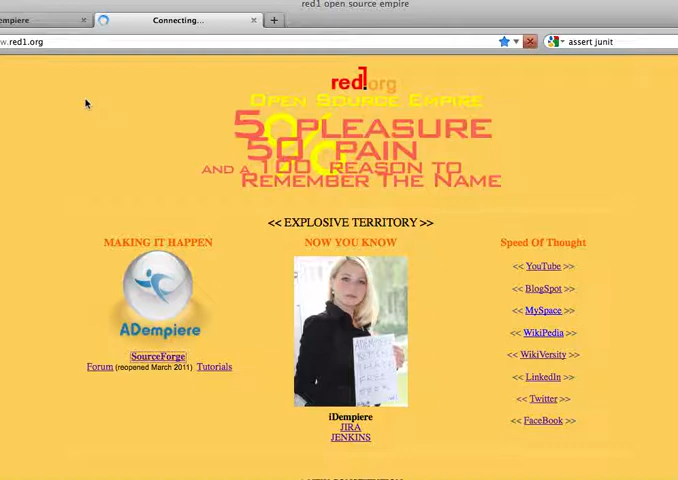 red1 open source empire
empiere
Connecting...
w.red1.org
assert junit
red1.org
OPEN SOURCE EMPIRE
50% PLEASURE
50% PAIN
AND A 100% REASON TO
REMEMBER THE NAME
<< EXPLOSIVE TERRITORY >>
MAKING IT HAPPEN
NOW YOU KNOW
Speed Of Thought
<< YouTube >>
<< BlogSpot >>
<< MySpace >>
<< WikiPedia >>
<< WikiVersity >>
<< LinkedIn >>
<< Twitter >>
<< FaceBook >>
ADempiere
SourceForge
Forum (reopened March 2011) Tutorials
iDempiere
JIRA
JENKINS